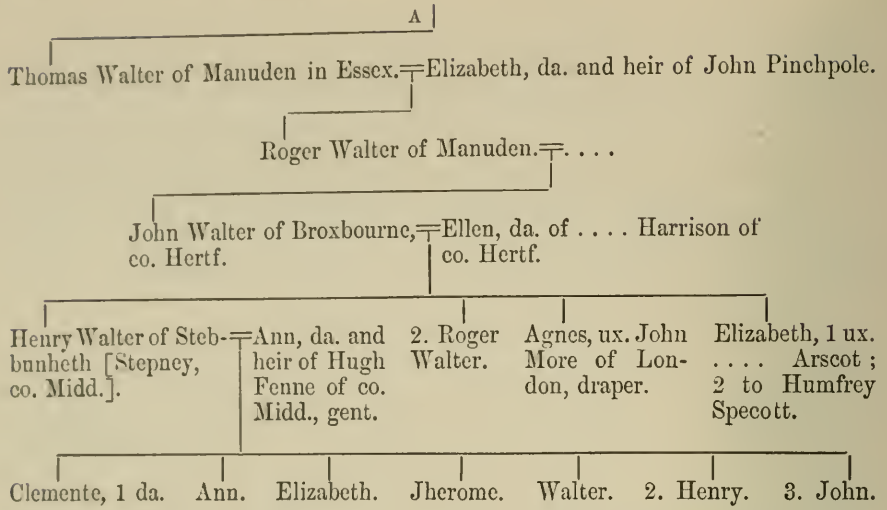 A
Thomas Walter of Manuden in Essex.=Elizabeth, da. and heir of John Pinchpole.
Roger Walter of Manuden.=. . . .
John Walter of Broxbourne,=Ellen, da. of . . . . Harrison of
co. Hertf. co. Hertf.
Henry Walter of Steb-
bunheth [Stepney,
co. Midd.].
=Ann, da. and
heir of Hugh
Fenne of co.
Midd., gent.
2. Roger
Walter.
Agnes, ux. John
More of Lon-
don, draper.
Elizabeth, 1 ux.
. . . . Arscot ;
2 to Humfrey
Specott.
Clemente, 1 da. Ann. Elizabeth. Jherome. Walter. 2. Henry. 3. John.